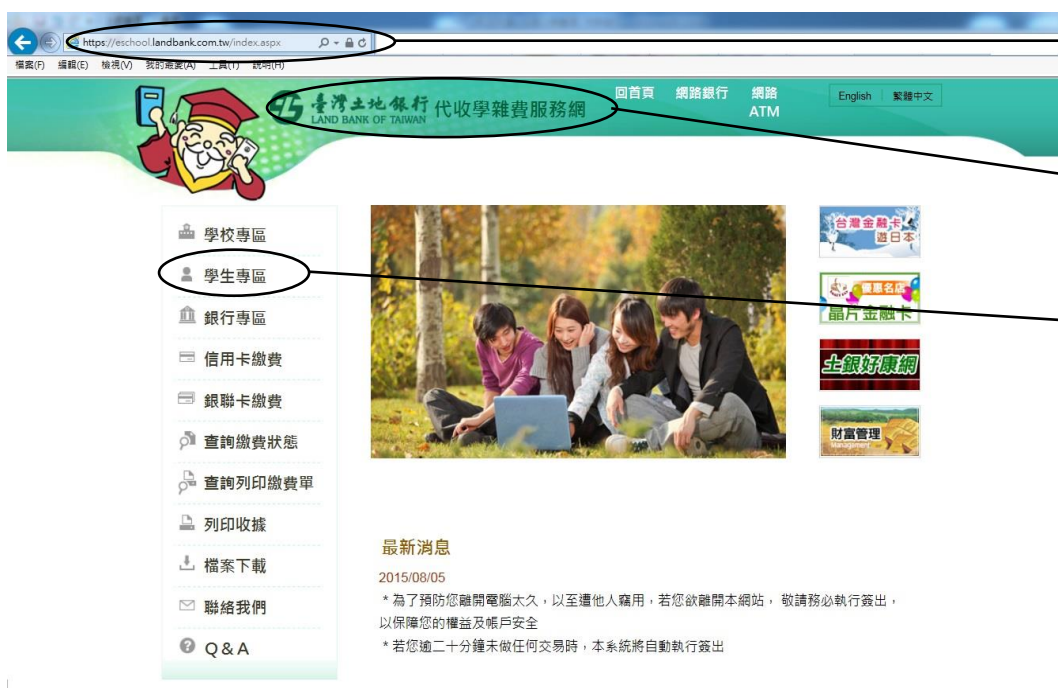 https://eschool.landbank.com.tw/index.aspx
檔案(F) 編輯(E) 檢視(V) 我的最愛(A) 工具(T) 說明(H)
臺灣土地銀行
LAND BANK OF TAIWAN
代收學雜費服務網
回首頁 網路銀行 網路
ATM
English 繁體中文
學校專區
學生專區
銀行專區
信用卡繳費
銀聯卡繳費
查詢繳費狀態
查詢列印繳費單
列印收據
檔案下載
聯絡我們
Q & A
台灣金融卡
遊日本
優惠名店
晶片金融卡
土銀好康網
財富管理
Management
最新消息
2015/08/05
* 為了預防您離開電腦太久，以至遭他人竊用，若您欲離開本網站， 敬請務必執行簽出，
以保障您的權益及帳戶安全
* 若您逾二十分鐘未做任何交易時，本系統將自動執行簽出